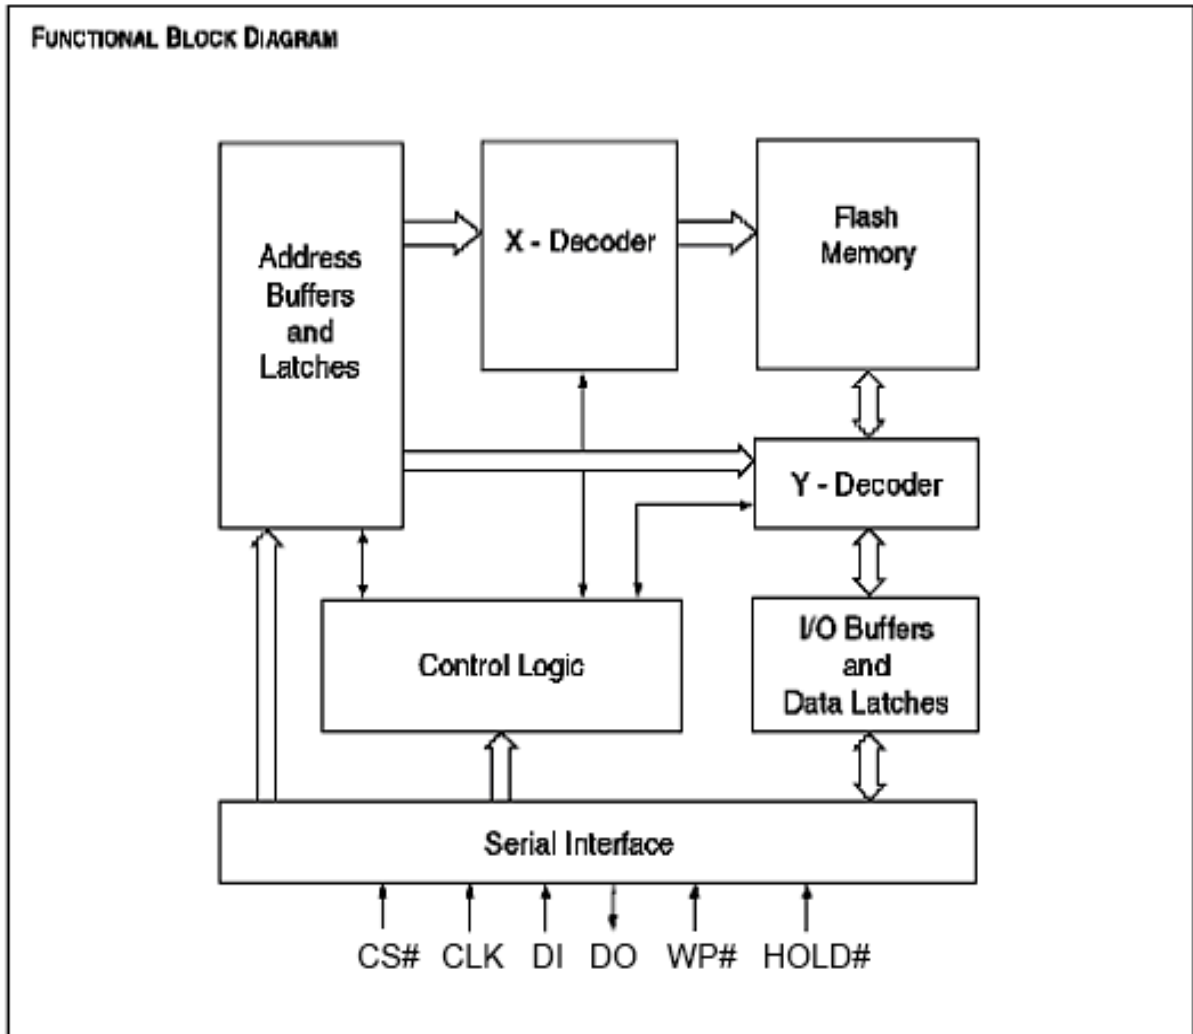 FUNCTIONAL BLOCK DIAGRAM
Address
Buffers
and
Latches
X - Decoder
Flash
Memory
Y - Decoder
Control Logic
I/O Buffers
and
Data Latches
Serial Interface
CS# CLK DI DO WP# HOLD#